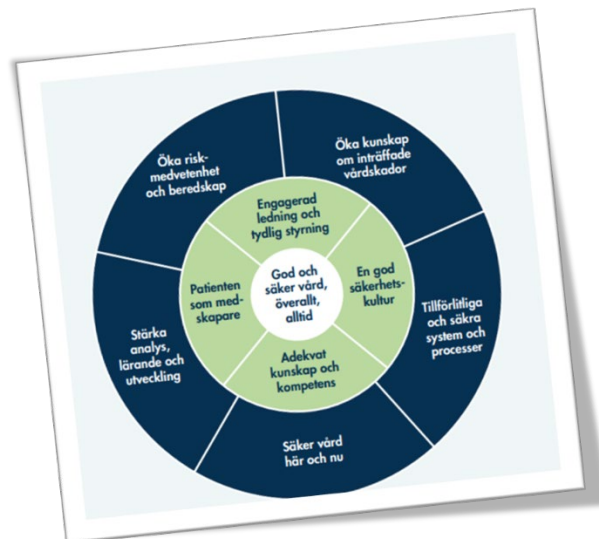 Öka risk-
medvetenhet
och beredskap
Öka kunskap
om inträffade
vårdskador
Engagerad
ledning och
tydlig styrning
Patienten
som med-
skapare
God och
säker vård,
överallt,
alltid
En god
säkerhets-
kultur
Tillförlitliga
och säkra
system och
processer
Stärka
analys,
lärande och
utveckling
Adekvat
kunskap och
kompetens
Säker vård
här och nu